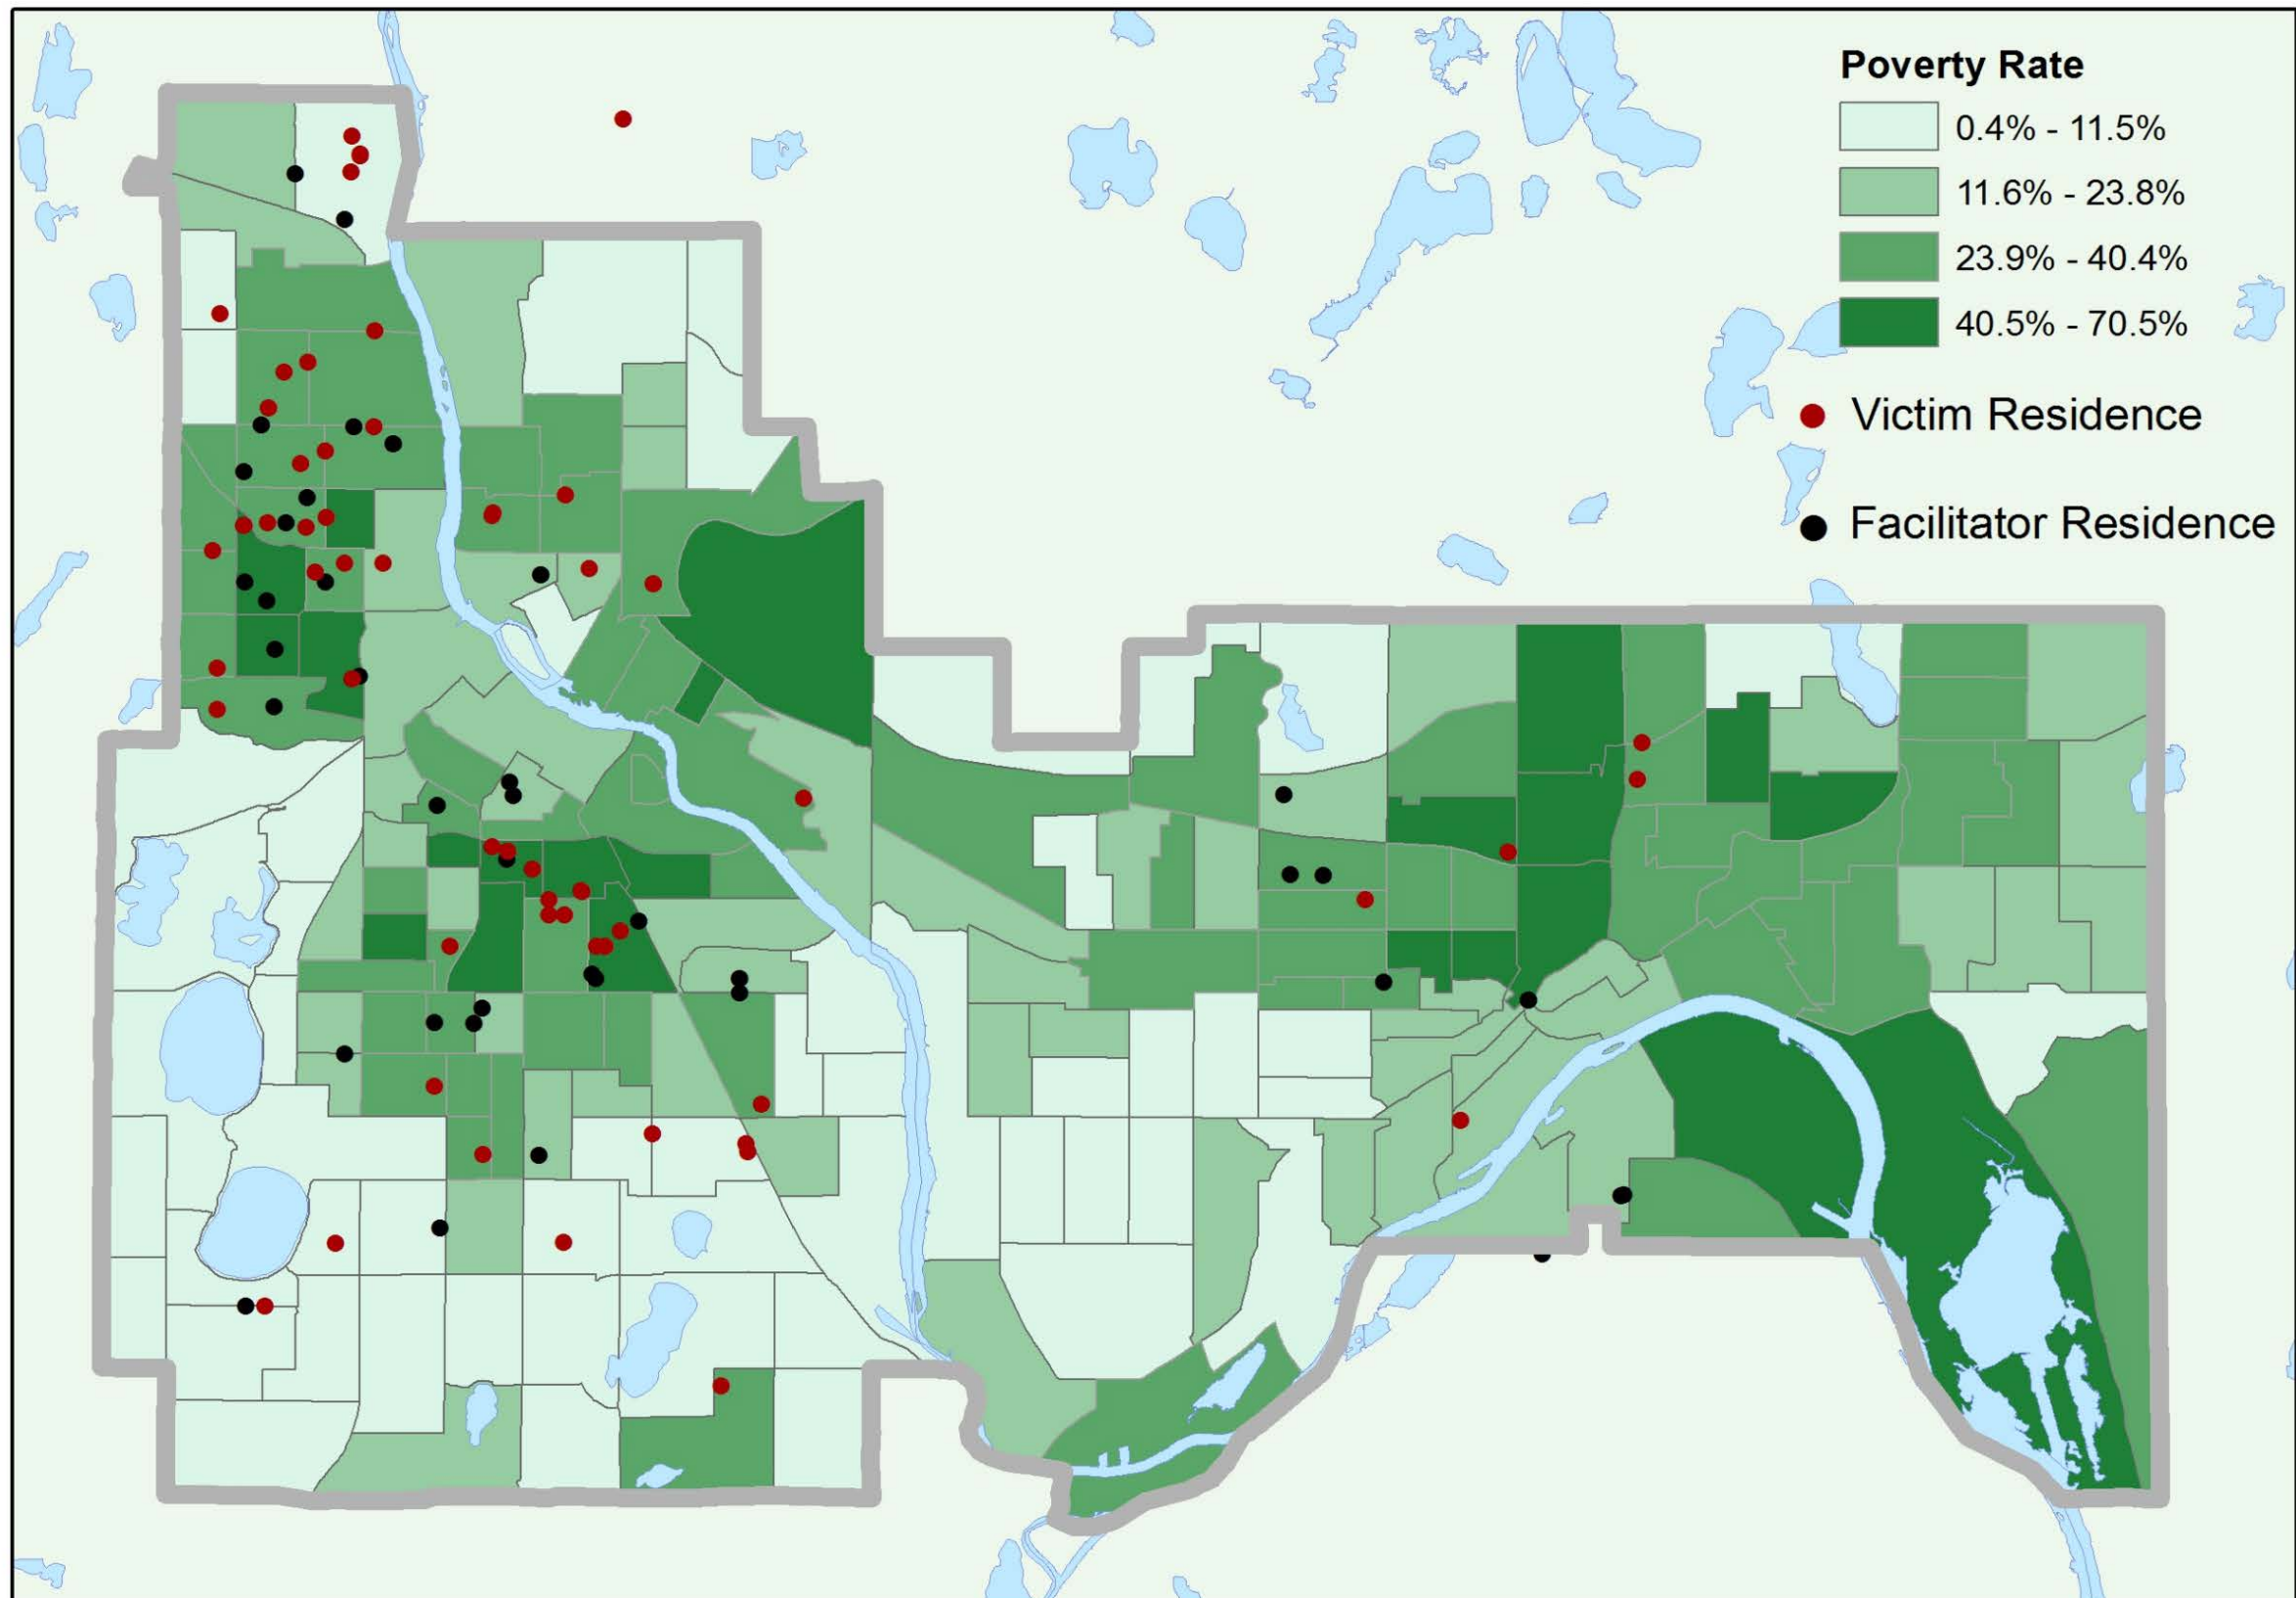 Poverty Rate
0.4% - 11.5%
11.6% - 23.8%
23.9% - 40.4%
40.5% - 70.5%
Victim Residence
Facilitator Residence